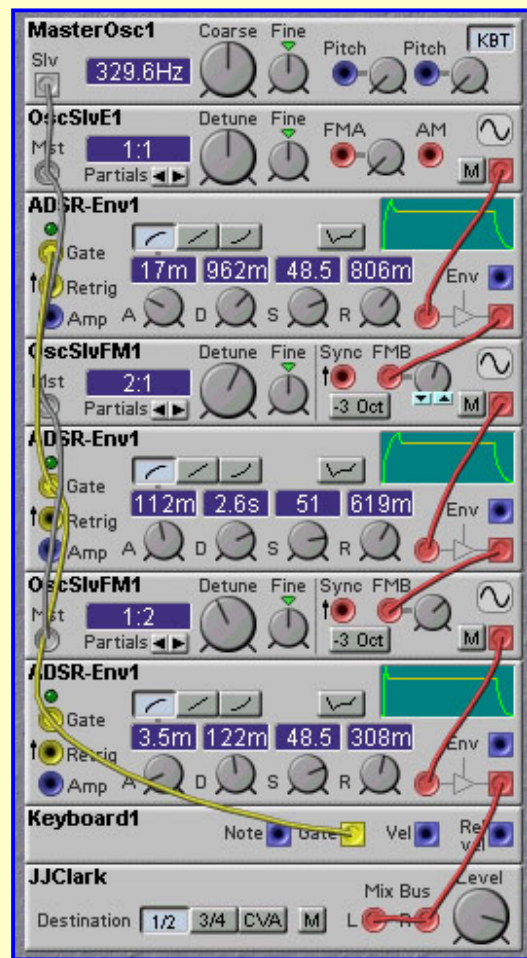 MasterOsc1
Coarse Fine
Pitch Pitch KBT
Slv
329.6Hz
OscSlvE1
Detune Fine
FMA AM
Mst 1:1
Partials M
ADSR-Env1
Gate
17m 962m 48.5 806m Env
Retrig
Amp A D S R
OscSlvFM1
Detune Fine Sync FMB
Mst 2:1
Partials -3 Oct M
ADSR-Env1
Gate
112m 2.6s 51 619m Env
Retrig
Amp A D S R
OscSlvFM1
Detune Fine Sync FMB
Mst 1:2
Partials -3 Oct M
ADSR-Env1
Gate
3.5m 122m 48.5 308m Env
Retrig
Amp A D S R
Keyboard1
Note Gate Vel Rel Vel
JJClark
Mix Bus Level
Destination 1/2 3/4 CVA M L R